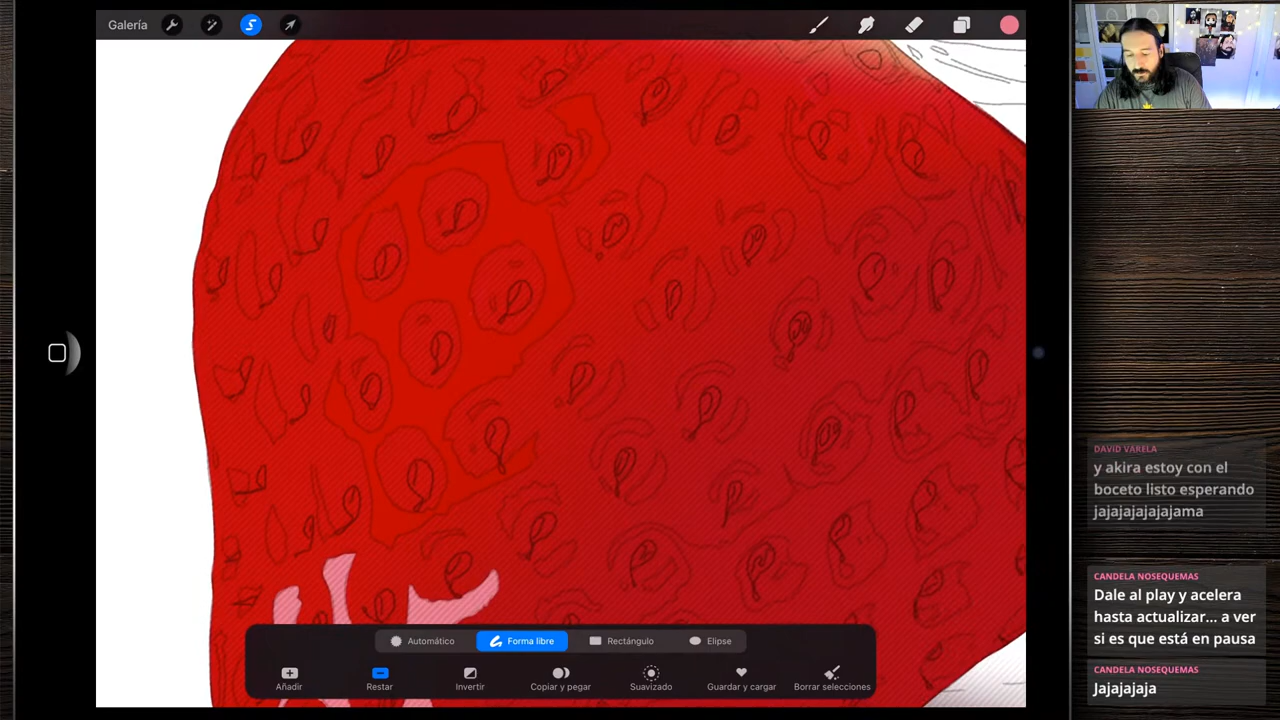 Galería
DAVID VARELA
y akira estoy con el
boceto listo esperando
jajajajajajajama
CANDELA NOSEQUEMAS
Dale al play y acelera
hasta actualizar... a ver
si es que está en pausa
CANDELA NOSEQUEMAS
Jajajajaja
Automático
Forma libre
Rectángulo
Elipse
Añadir
Restar
Invertir
Copiar y pegar
Suavizado
Guardar y cargar
Borrar selecciones